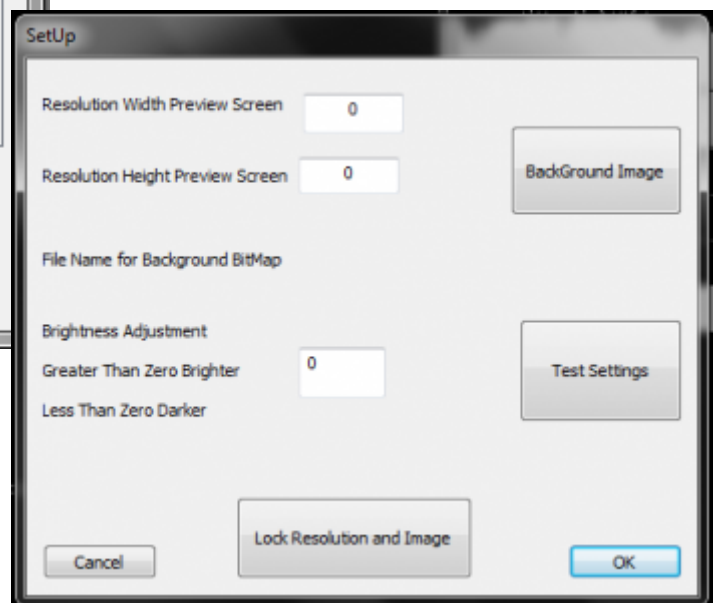 SetUp
Resolution Width Preview Screen 0
BackGround Image
Resolution Height Preview Screen 0
File Name for Background BitMap
Brightness Adjustment
Greater Than Zero Brighter 0
Test Settings
Less Than Zero Darker
Lock Resolution and Image
Cancel
OK